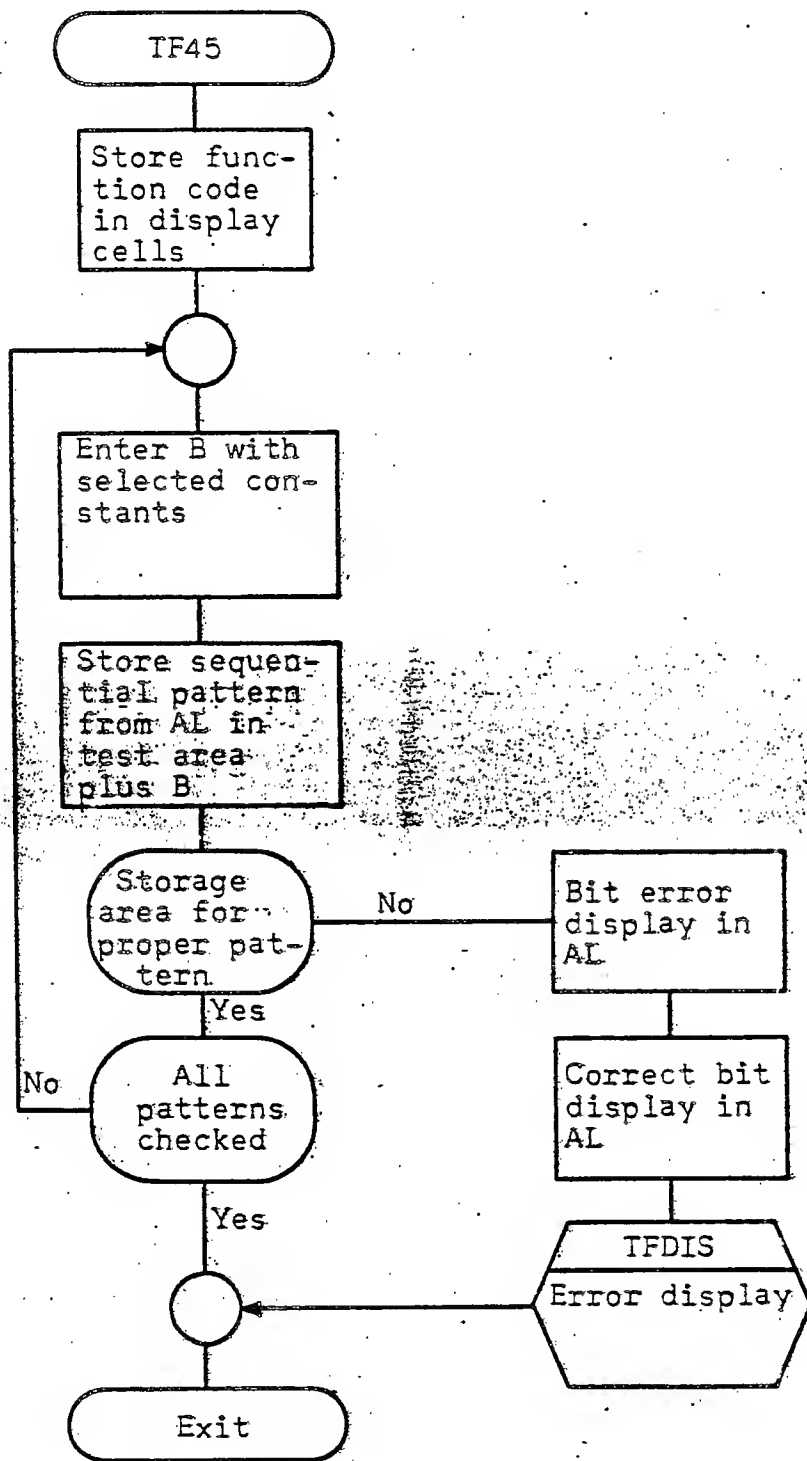 TF45
Store func-
tion code
in display
cells
Enter B with
selected con-
stants
Store sequen-
tial pattern
from AL in
test area
plus B
Storage
area for
proper pat-
tern
No
Bit error
display in
AL
Yes
All
patterns
checked
No
Correct bit
display in
AL
Yes
TFDIS
Error display
Exit